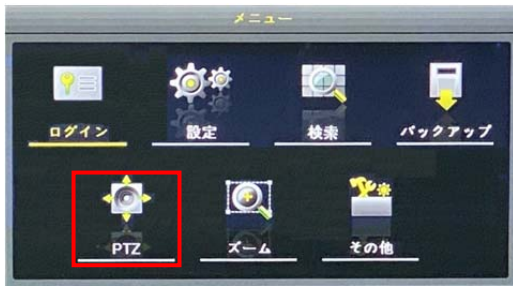 メニュー
ログイン
設定
検索
バックアップ
PTZ
ズーム
その他